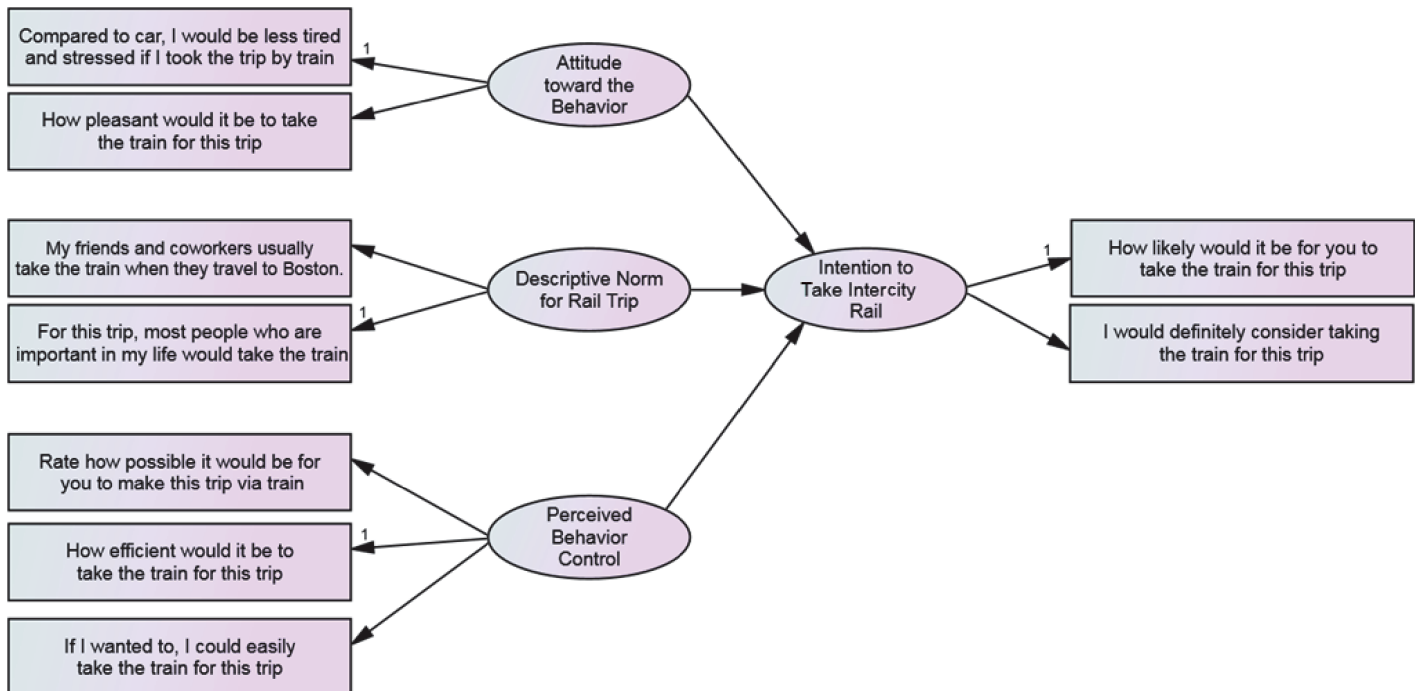 Compared to car, I would be less tired
and stressed if I took the trip by train
1
How pleasant would it be to take
the train for this trip
Attitude
toward the
Behavior
My friends and coworkers usually
take the train when they travel to Boston.
For this trip, most people who are
important in my life would take the train
1
Descriptive Norm
for Rail Trip
Intention to
Take Intercity
Rail
1
How likely would it be for you to
take the train for this trip
I would definitely consider taking
the train for this trip
Rate how possible it would be for
you to make this trip via train
How efficient would it be to
take the train for this trip
1
If I wanted to, I could easily
take the train for this trip
Perceived
Behavior
Control